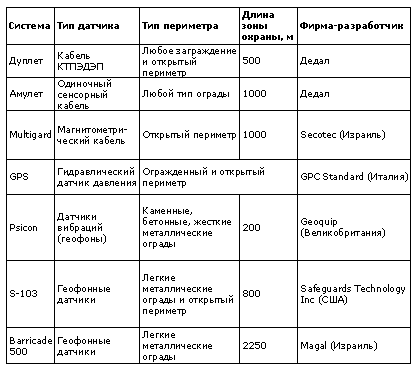 Система Тип датчика Тип периметра Длина зоны охраны, м Фирма-разработчик
Дуплет Кабель КТПЭДЭП Любое заграждение и открытый периметр 500 Дедал
Амулет Одиночный сенсорный кабель Любой тип ограды 1000 Дедал
Multigard Магнитометри-ческий кабель Открытый периметр 1000 Secotec (Израиль)
GPS Гидравлический датчик давления Огражденный и открытый периметр GPC Standard (Италия)
Psicon Датчики вибраций (геофоны) Каменные, бетонные, жесткие металлические ограды 200 Geoquip (Великобритания)
S-103 Геофонные датчики Легкие металлические ограды и открытый периметр 800 Safeguards Technology Inc (США)
Barricade 500 Геофонные датчики Легкие металлические ограды 2250 Magal (Израиль)